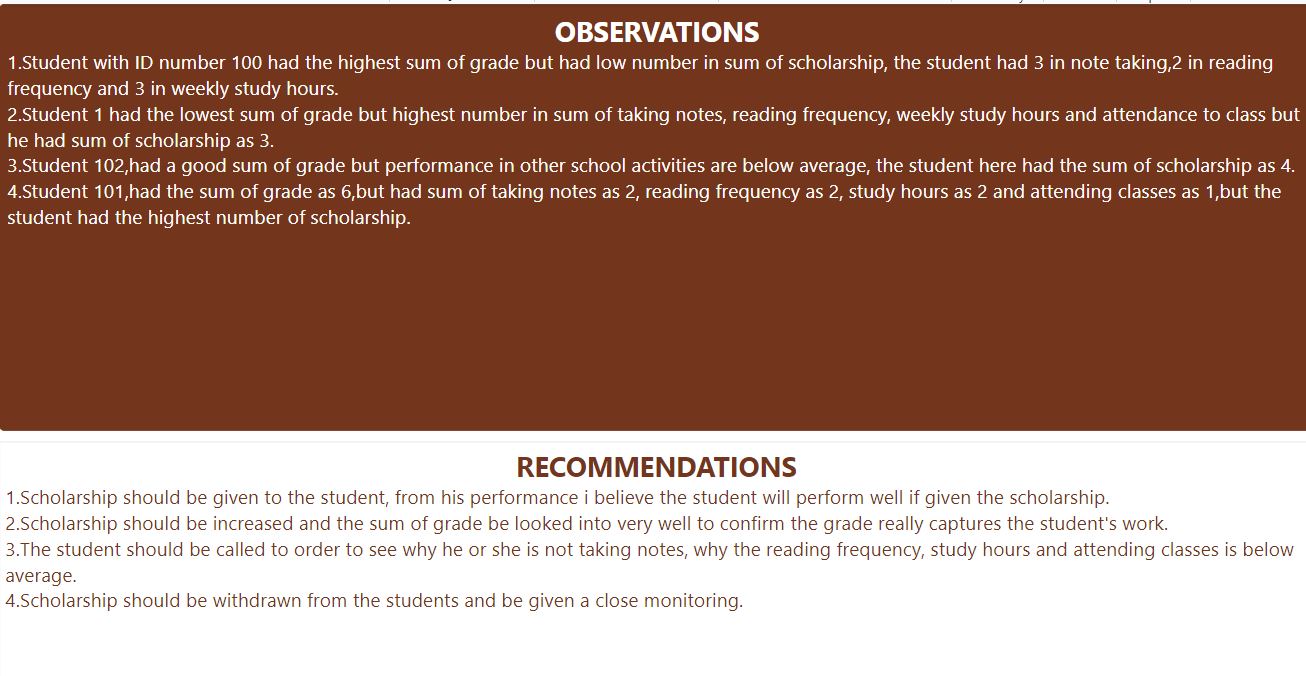 OBSERVATIONS
1.Student with ID number 100 had the highest sum of grade but had low number in sum of scholarship, the student had 3 in note taking,2 in reading
frequency and 3 in weekly study hours.
2.Student 1 had the lowest sum of grade but highest number in sum of taking notes, reading frequency, weekly study hours and attendance to class but
he had sum of scholarship as 3.
3.Student 102,had a good sum of grade but performance in other school activities are below average, the student here had the sum of scholarship as 4.
4.Student 101,had the sum of grade as 6,but had sum of taking notes as 2, reading frequency as 2, study hours as 2 and attending classes as 1,but the
student had the highest number of scholarship.
RECOMMENDATIONS
1.Scholarship should be given to the student, from his performance i believe the student will perform well if given the scholarship.
2.Scholarship should be increased and the sum of grade be looked into very well to confirm the grade really captures the student's work.
3.The student should be called to order to see why he or she is not taking notes, why the reading frequency, study hours and attending classes is below
average.
4.Scholarship should be withdrawn from the students and be given a close monitoring.